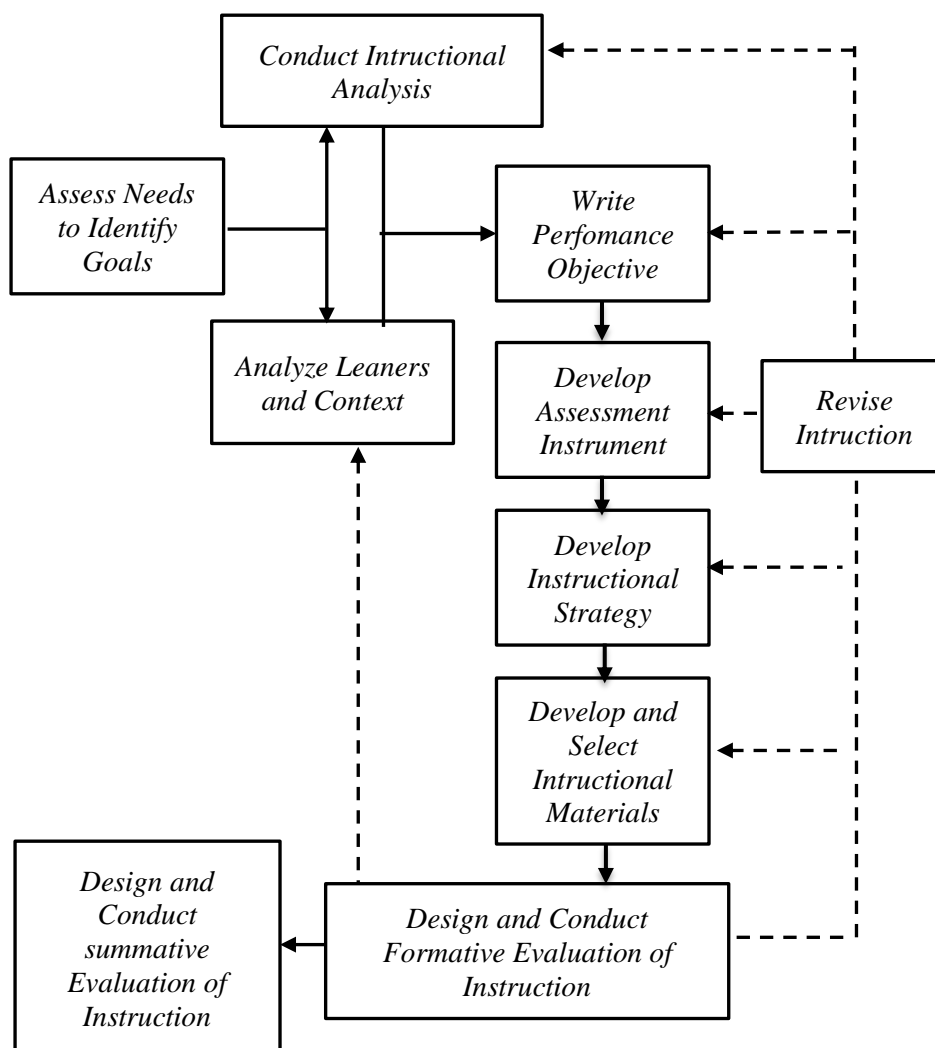 Conduct Intructional
Analysis
Assess Needs
to Identify
Goals
Write
Perfomance
Objective
Analyze Leaners
and Context
Develop
Assessment
Instrument
Revise
Intruction
Develop
Instructional
Strategy
Develop and
Select
Intructional
Materials
Design and
Conduct
summative
Evaluation of
Instruction
Design and Conduct
Formative Evaluation of
Instruction